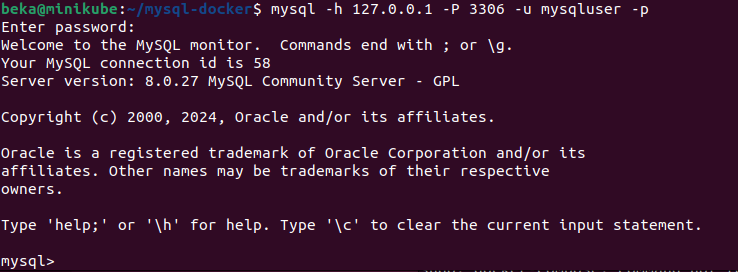 beka@minikube:~/mysql-docker$ mysql -h 127.0.0.1 -P 3306 -u mysqluser -p
Enter password:
Welcome to the MySQL monitor.  Commands end with ; or \g.
Your MySQL connection id is 58
Server version: 8.0.27 MySQL Community Server - GPL
Copyright (c) 2000, 2024, Oracle and/or its affiliates.
Oracle is a registered trademark of Oracle Corporation and/or its
affiliates. Other names may be trademarks of their respective
owners.
Type 'help;' or '\h' for help. Type '\c' to clear the current input statement.
mysql>